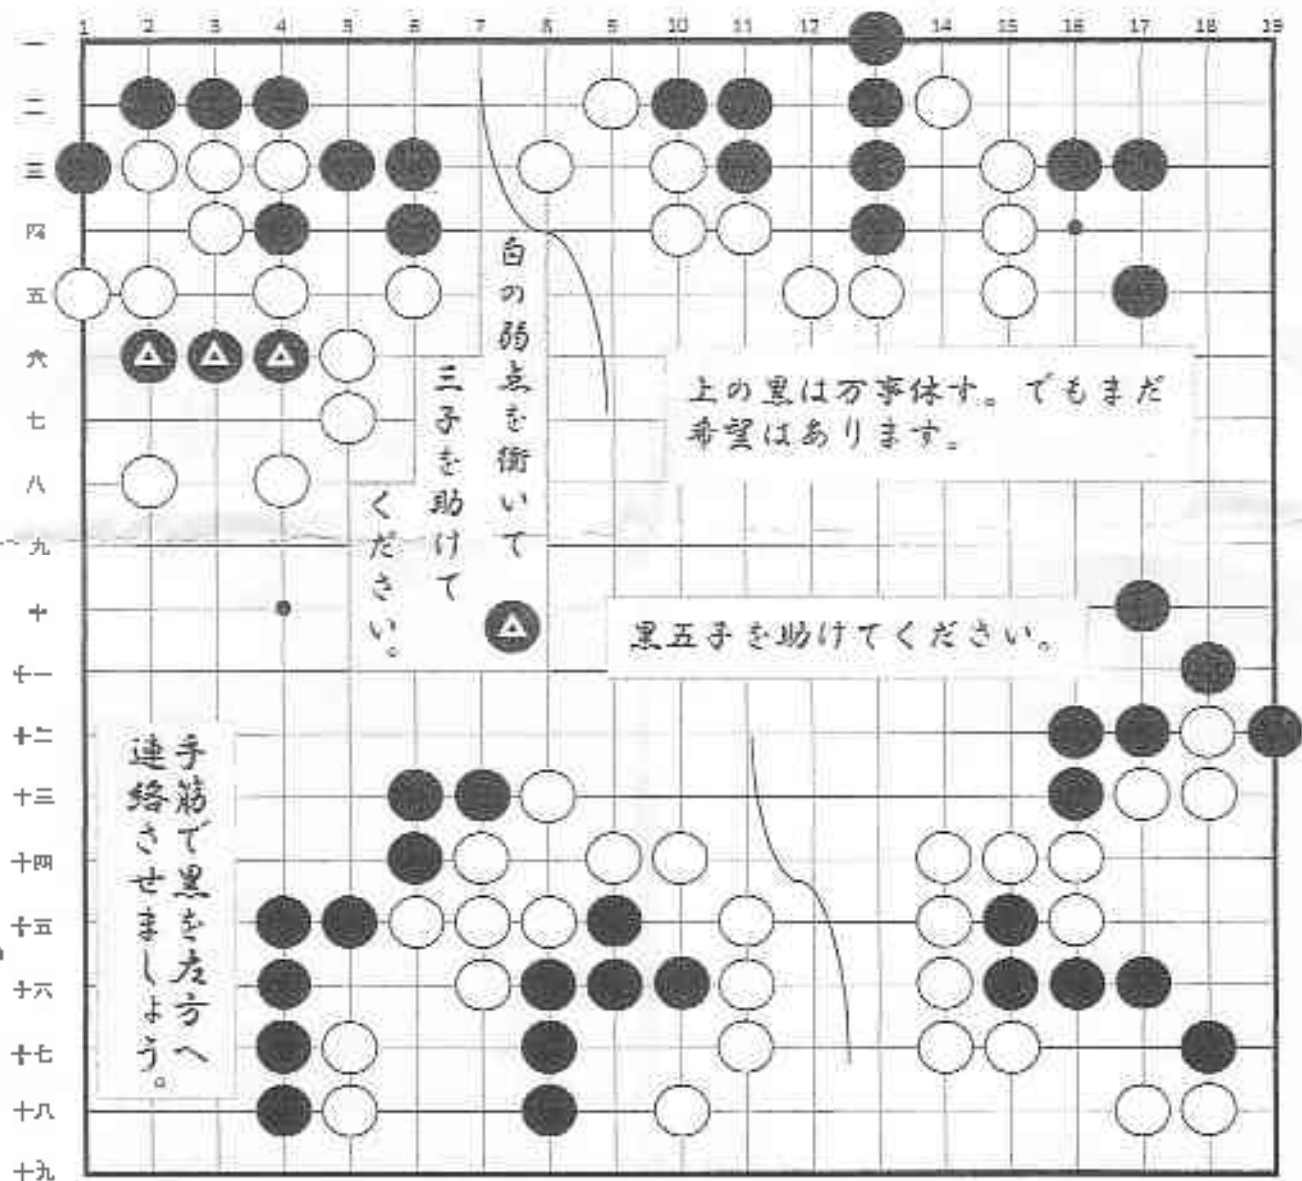 1 2 3 4 5 6 7 8 9 10 11 12 13 14 15 16 17 18 19
一
二
三
四
五
六
七
八
九
十
十一
十二
十三
十四
十五
十六
十七
十八
十九
白の弱点を衝いて
三子を助けて
ください。
上の黒は万事休す。でもまだ
希望はあります。
黒五子を助けてください。
手筋で黒を左方へ
連絡させましょう。